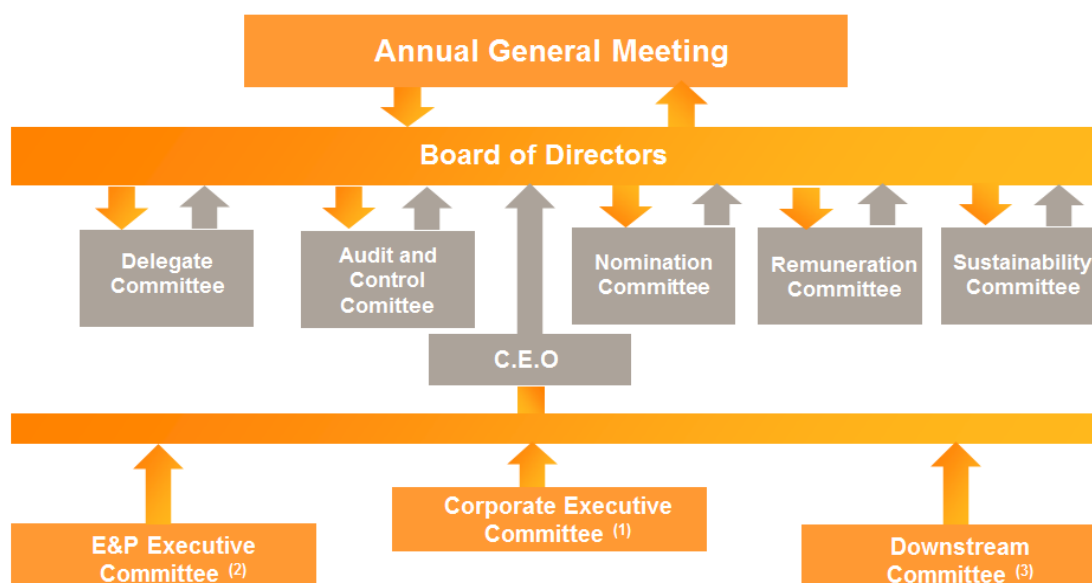 Annual General Meeting
Board of Directors
Delegate
Committee
Audit and
Control
Comittee
Nomination
Committee
Remuneration
Committee
Sustainability
Committee
C.E.O
E&P Executive
Committee (2)
Corporate Executive
Committee (1)
Downstream
Committee (3)